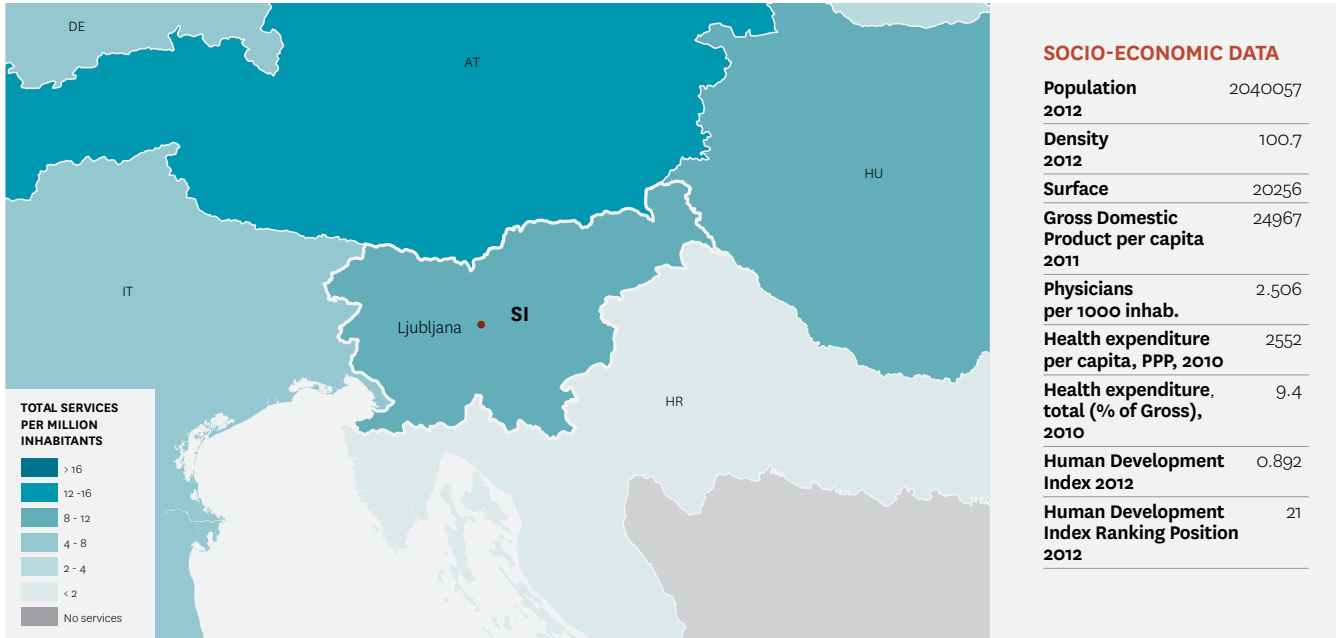 DE
AT
HU
IT
SI
Ljubljana
HR
TOTAL SERVICES
PER MILLION
INHABITANTS
> 16
12 -16
8 - 12
4 - 8
2 - 4
< 2
No services
SOCIO-ECONOMIC DATA
Population 2040057
2012
Density 100.7
2012
Surface 20256
Gross Domestic 24967
Product per capita
2011
Physicians 2.506
per 1000 inhab.
Health expenditure 2552
per capita, PPP, 2010
Health expenditure, 9.4
total (% of Gross),
2010
Human Development 0.892
Index 2012
Human Development 21
Index Ranking Position
2012